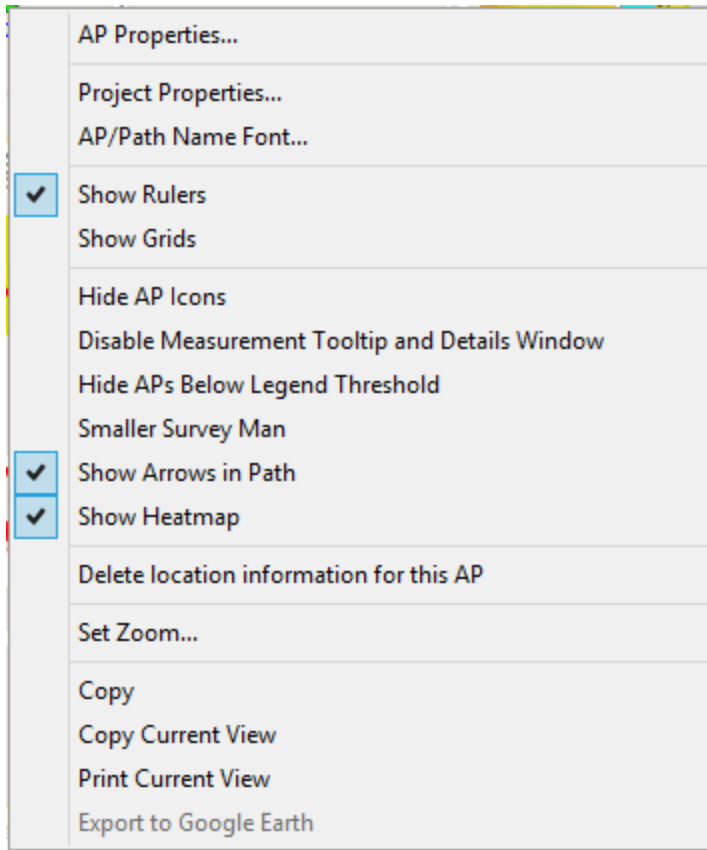 AP Properties...
Project Properties...
AP/Path Name Font...
Show Rulers
Show Grids
Hide AP Icons
Disable Measurement Tooltip and Details Window
Hide APs Below Legend Threshold
Smaller Survey Man
Show Arrows in Path
Show Heatmap
Delete location information for this AP
Set Zoom...
Copy
Copy Current View
Print Current View
Export to Google Earth